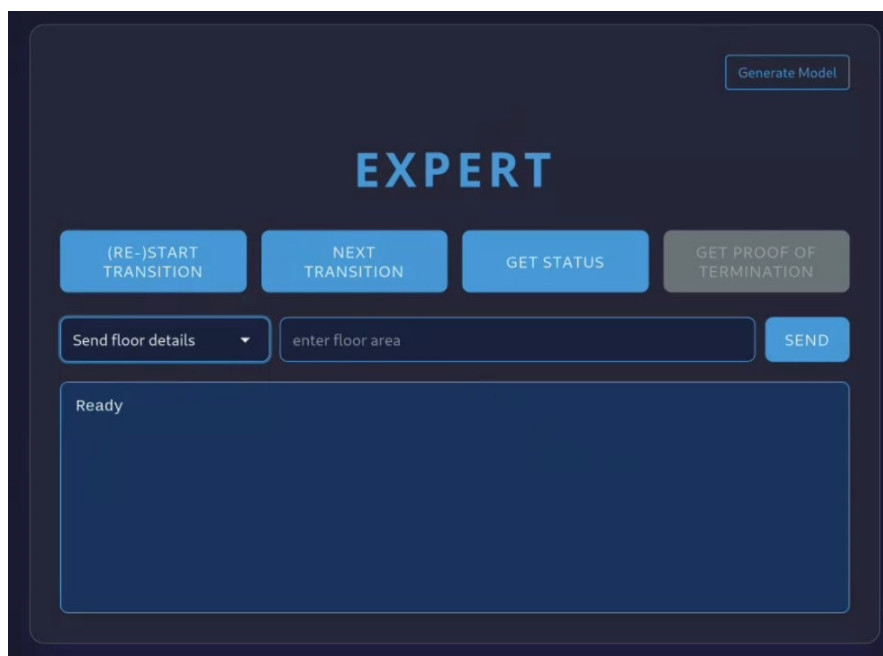 Generate Model
EXPERT
(RE-)START
TRANSITION
NEXT
TRANSITION
GET STATUS
GET PROOF OF
TERMINATION
Send floor details
enter floor area
SEND
Ready